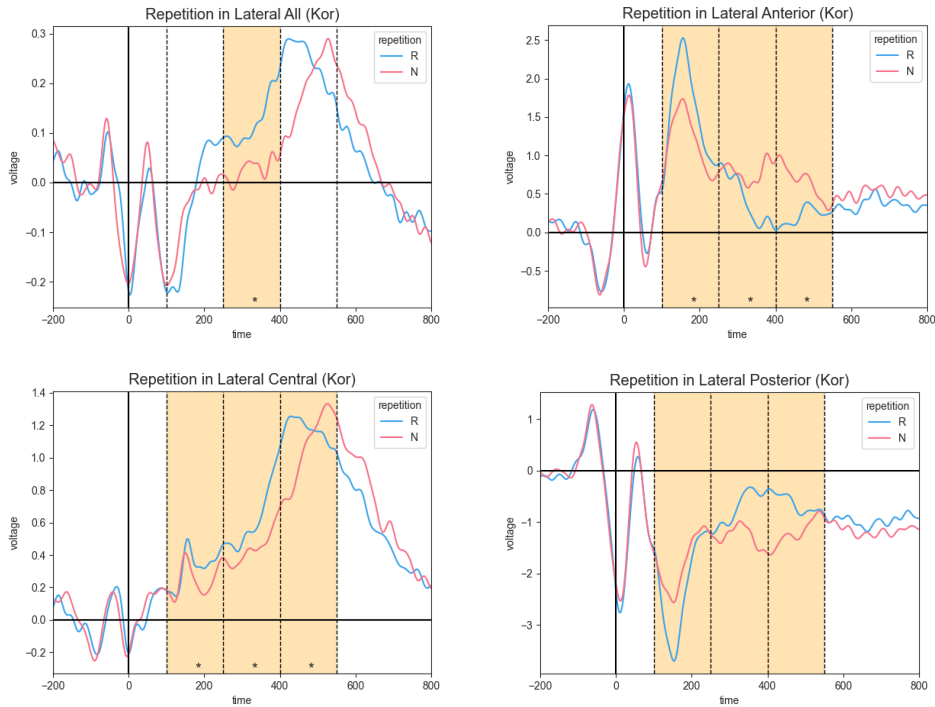 Repetition in Lateral All (Kor)
repetition
R
N
voltage
0.3
0.2
0.1
0.0
−0.1
−0.2
*
−200 0 200 400 600 800
time
Repetition in Lateral Anterior (Kor)
repetition
R
N
voltage
2.5
2.0
1.5
1.0
0.5
0.0
−0.5
* * *
−200 0 200 400 600 800
time
Repetition in Lateral Central (Kor)
repetition
R
N
voltage
1.4
1.2
1.0
0.8
0.6
0.4
0.2
0.0
−0.2
* * *
−200 0 200 400 600 800
time
Repetition in Lateral Posterior (Kor)
repetition
R
N
voltage
1
0
−1
−2
−3
−200 0 200 400 600 800
time